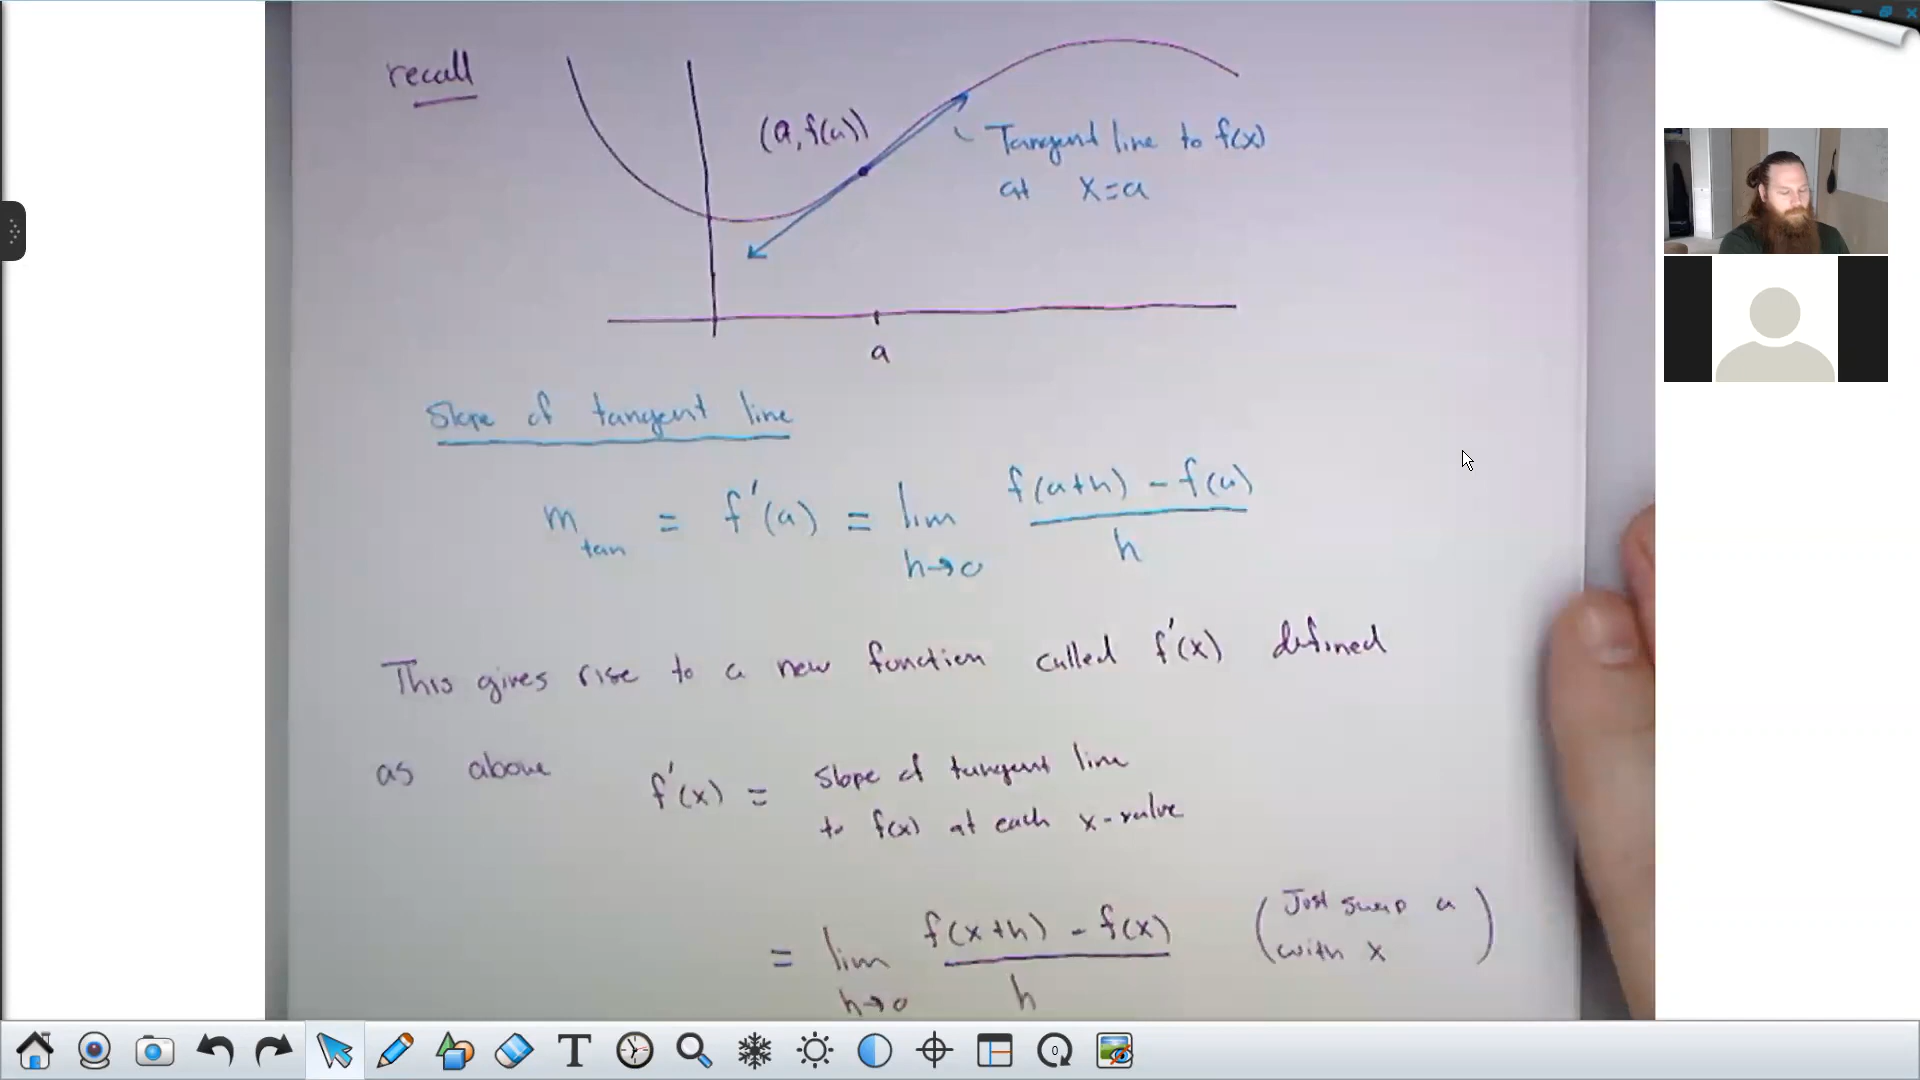 recall
(a, f(a))
Tangent line to f(x)
at x=a
a
Slope of tangent line
m tan = f'(a) = lim h→0 f(a+h) - f(a) / h
This gives rise to a new function called f'(x) defined
as above f'(x) = slope of tangent line
to f(x) at each x-value
= lim h→0 f(x+h) - f(x) / h (Just swap a
with x)
T
0